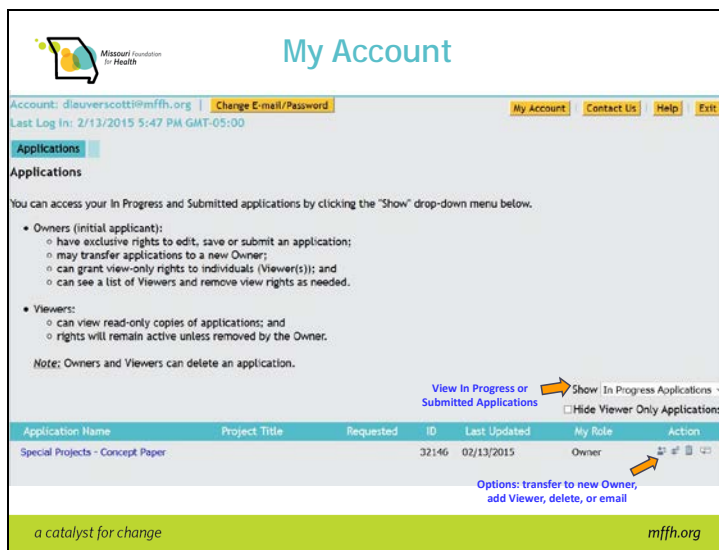 Missouri Foundation
for Health
My Account
Account: dlauverscotti@mffh.org | Change E-mail/Password
My Account | Contact Us | Help | Exit
Last Log In: 2/13/2015 5:47 PM GMT-05:00
Applications
Applications
You can access your In Progress and Submitted applications by clicking the "Show" drop-down menu below.
• Owners (initial applicant):
○ have exclusive rights to edit, save or submit an application;
○ may transfer applications to a new Owner;
○ can grant view-only rights to individuals (Viewer(s)); and
○ can see a list of Viewers and remove view rights as needed.
• Viewers:
○ can view read-only copies of applications; and
○ rights will remain active unless removed by the Owner.
Note: Owners and Viewers can delete an application.
View In Progress or
Submitted Applications
Show In Progress Applications
Hide Viewer Only Applications
Application Name Project Title Requested ID Last Updated My Role Action
Special Projects - Concept Paper 32146 02/13/2015 Owner
Options: transfer to new Owner,
add Viewer, delete, or email
a catalyst for change
mffh.org